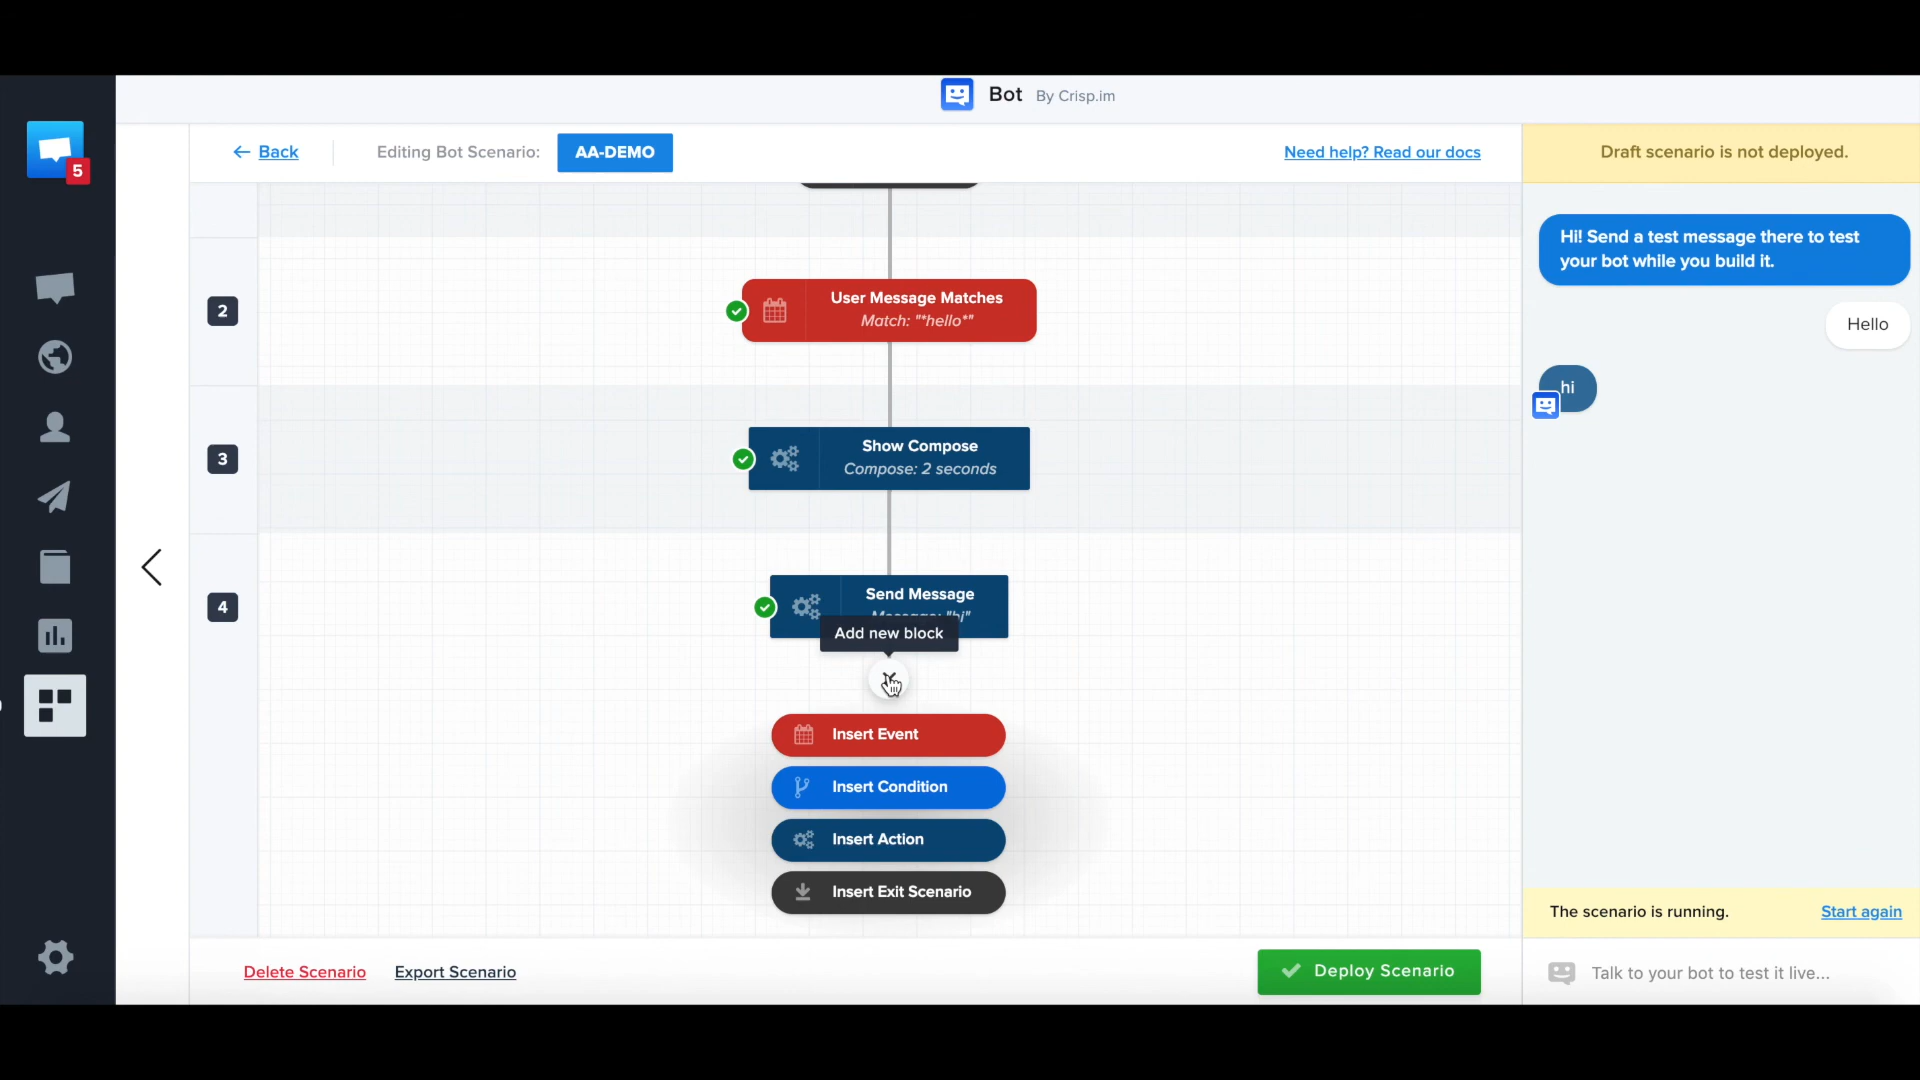 Bot By Crisp.im
5
Back
Editing Bot Scenario:
AA-DEMO
Need help? Read our docs
Draft scenario is not deployed.
Hi! Send a test message there to test
your bot while you build it.
Hello
hi
2
User Message Matches
Match: "*hello*"
3
Show Compose
Compose: 2 seconds
4
Send Message
Message: "hi"
Add new block
Insert Event
Insert Condition
Insert Action
Insert Exit Scenario
The scenario is running.
Start again
Delete Scenario
Export Scenario
Deploy Scenario
Talk to your bot to test it live...